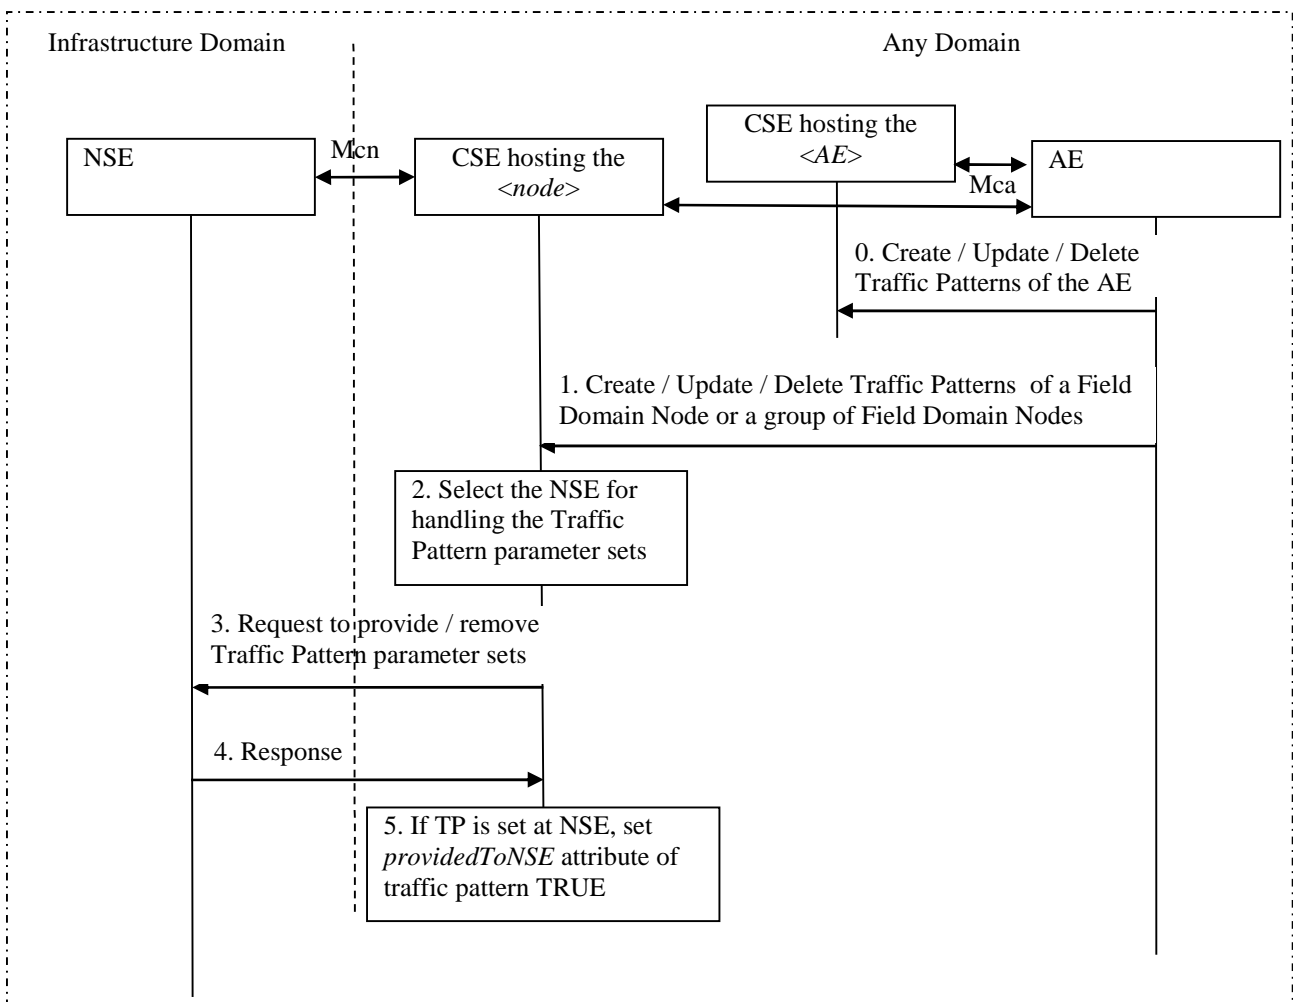 Infrastructure Domain
Any Domain
NSE
Mcn
CSE hosting the
<node>
CSE hosting the
<AE>
Mca
AE
0. Create / Update / Delete
Traffic Patterns of the AE
1. Create / Update / Delete Traffic Patterns of a Field
Domain Node or a group of Field Domain Nodes
2. Select the NSE for
handling the Traffic
Pattern parameter sets
3. Request to provide / remove
Traffic Pattern parameter sets
4. Response
5. If TP is set at NSE, set
providedToNSE attribute of
traffic pattern TRUE